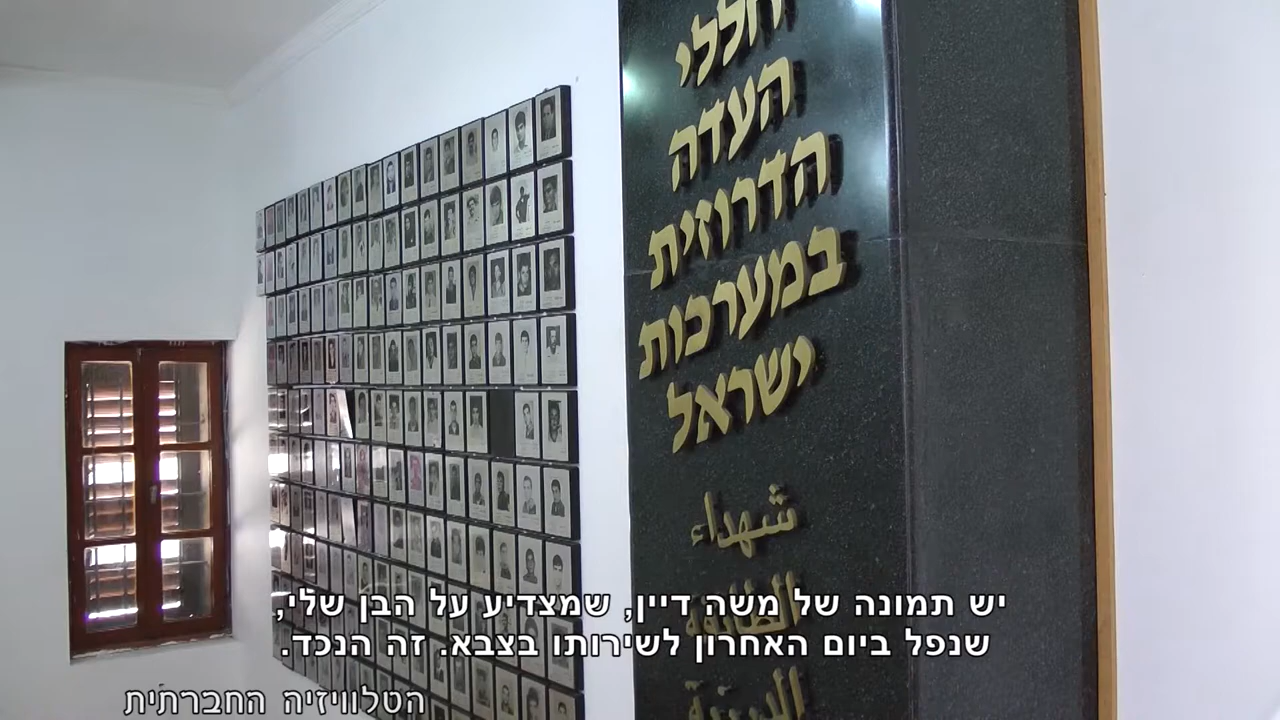 חללי
העדה
הדרוזית
במערכות
ישראל
شهداء
الطائفة
יש תמונה של משה דיין, שמצדיע על הבן שלי,
שנפל ביום האחרון לשירותו בצבא. זה הנכד.
הטלוויזיה החברתית